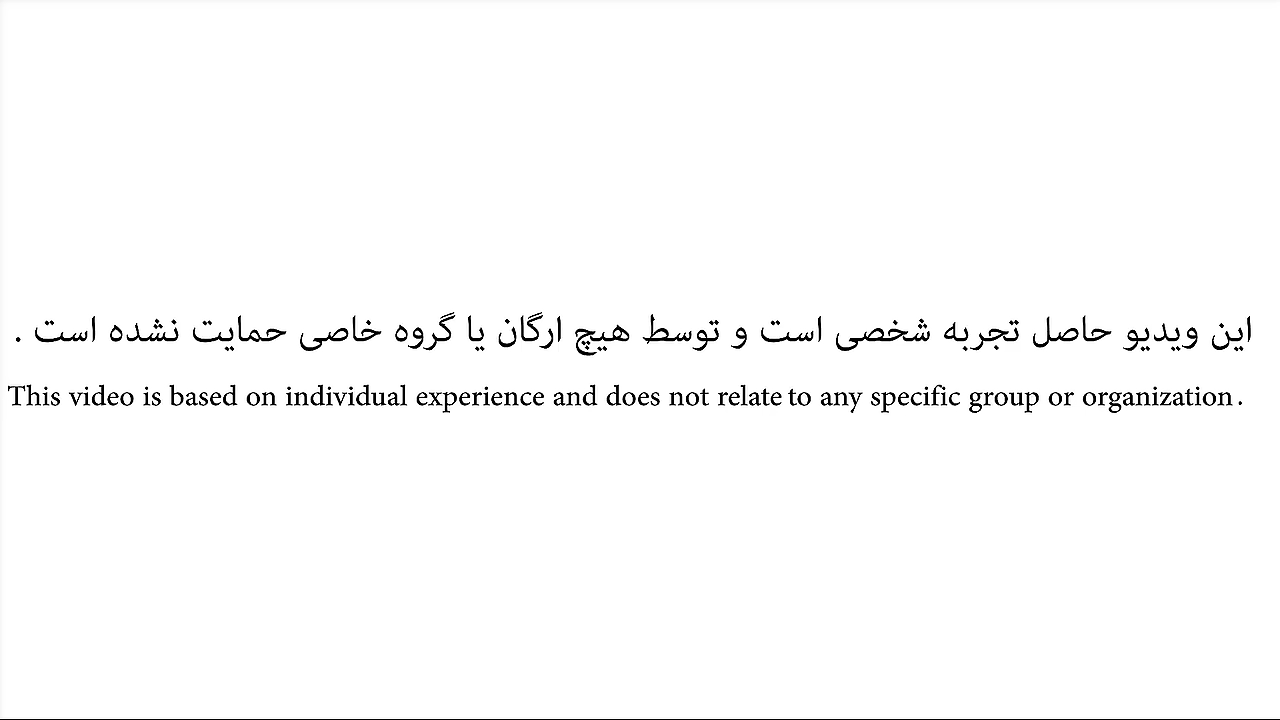 این ویدیو حاصل تجربه شخصی است و توسط هیچ ارگان یا گروه خاصی حمایت نشده است .
This video is based on individual experience and does not relate to any specific group or organization.